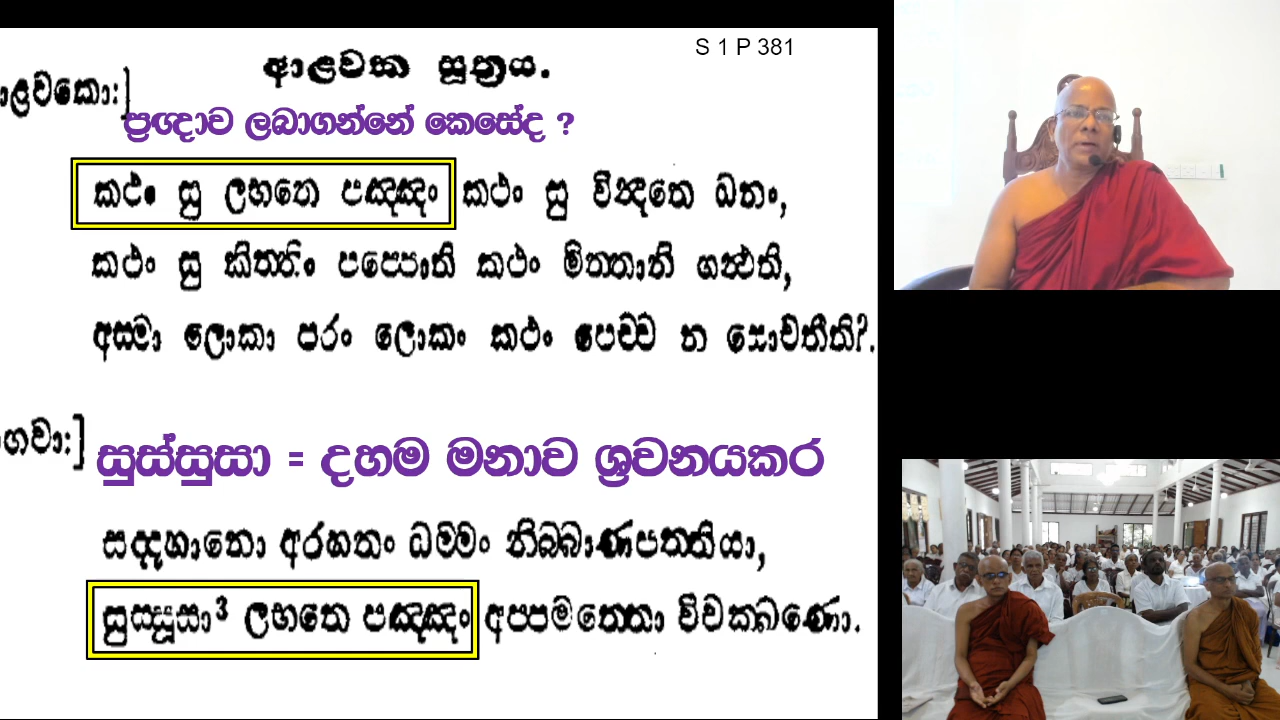 S 1 P 381
ආළවක සූත්‍රය.
ළවකො:]
ප්‍රඥාව ලබාගන්නේ කෙසේද ?
කථං සු ලභතෙ පඤ්ඤං කථං සු වින්‍දතෙ ධනං,
කථං සු කිත්තිං පප්පොති කථං මිත්තානි ගන්‍ථති,
අස්මා ලොකා පරං ලොකං කථං පෙච්ච න සොචතීති?.
ගවා:]
සුස්සුසා = දහම මනාව ශ්‍රවනයකර
සද්දහානො අරහතං ධම්මං නිබ්බාණපත්තියා,
සුස්සූසා3 ලභතෙ පඤ්ඤං අප්පමත්තො විචක්ඛණො.